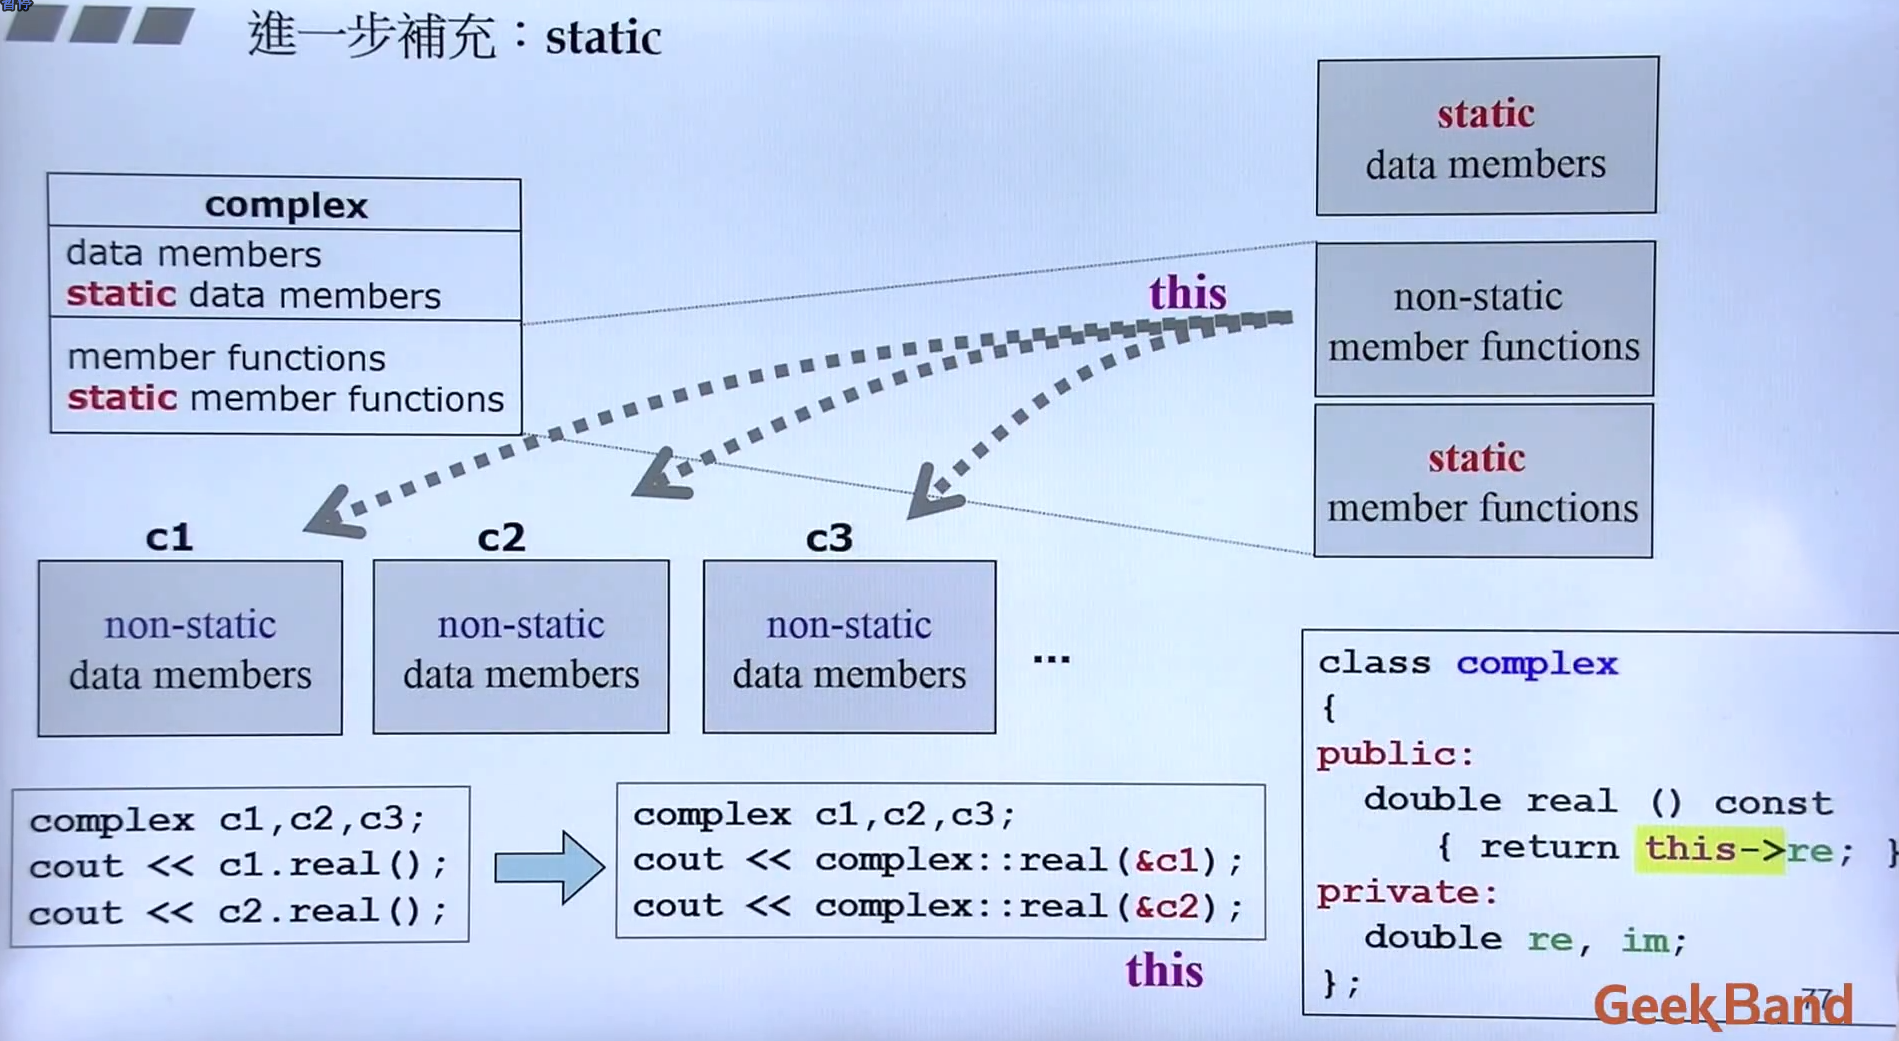 暂停
進一步補充：static
static
data members
complex
data members
static data members
member functions
static member functions
this
non-static
member functions
static
member functions
c1
c2
c3
non-static
data members
non-static
data members
non-static
data members
...
complex c1,c2,c3;
cout << c1.real();
cout << c2.real();
complex c1,c2,c3;
cout << complex::real(&c1);
cout << complex::real(&c2);
this
class complex
{
public:
double real () const
{ return this->re; }
private:
double re, im;
};
77
GeekBand